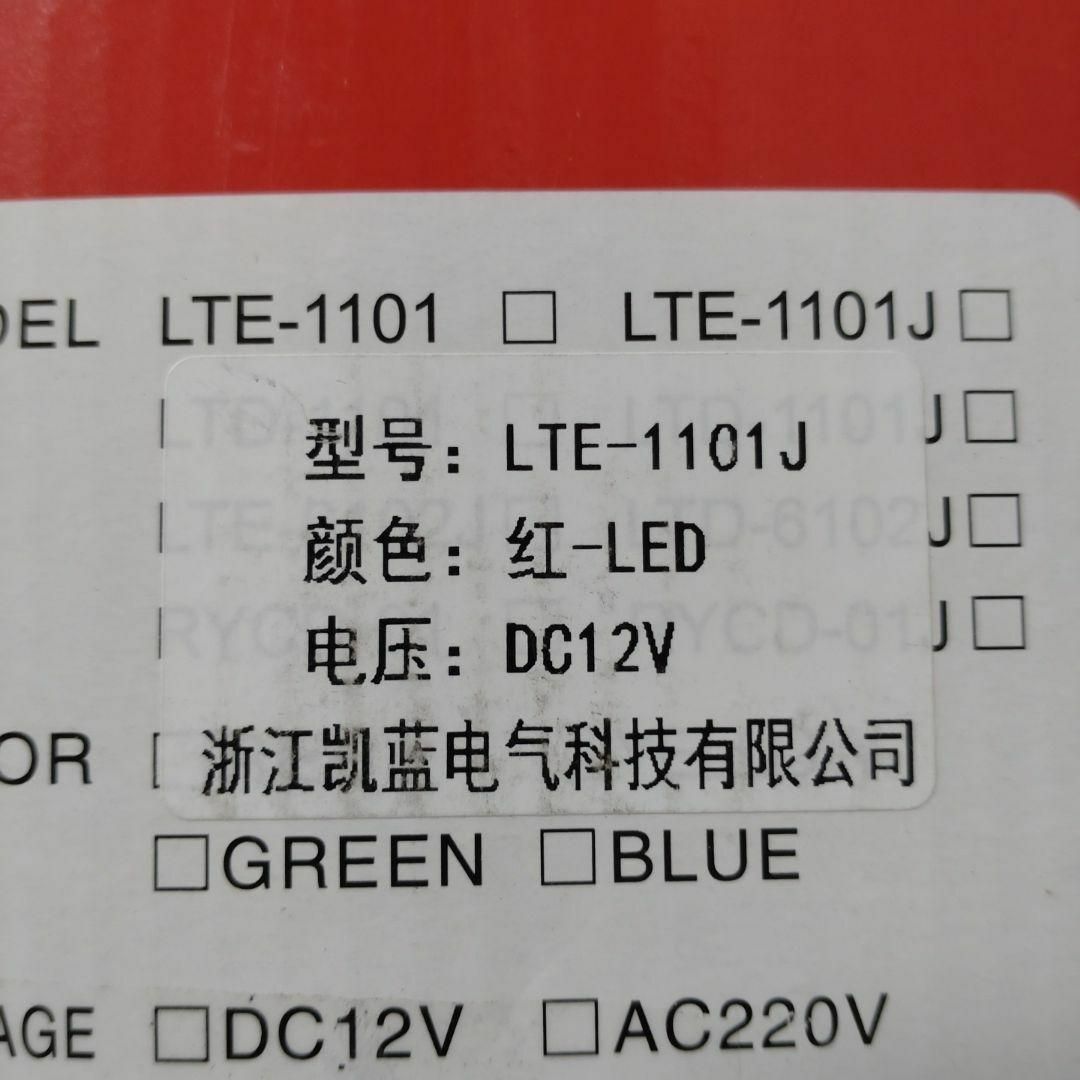 DEL LTE-1101 □ LTE-1101J □
型号: LTE-1101J
J □
颜色: 红-LED
J □
电压: DC12V
J □
OR
浙江凯蓝电气科技有限公司
□ GREEN □ BLUE
AGE □ DC12V □ AC220V